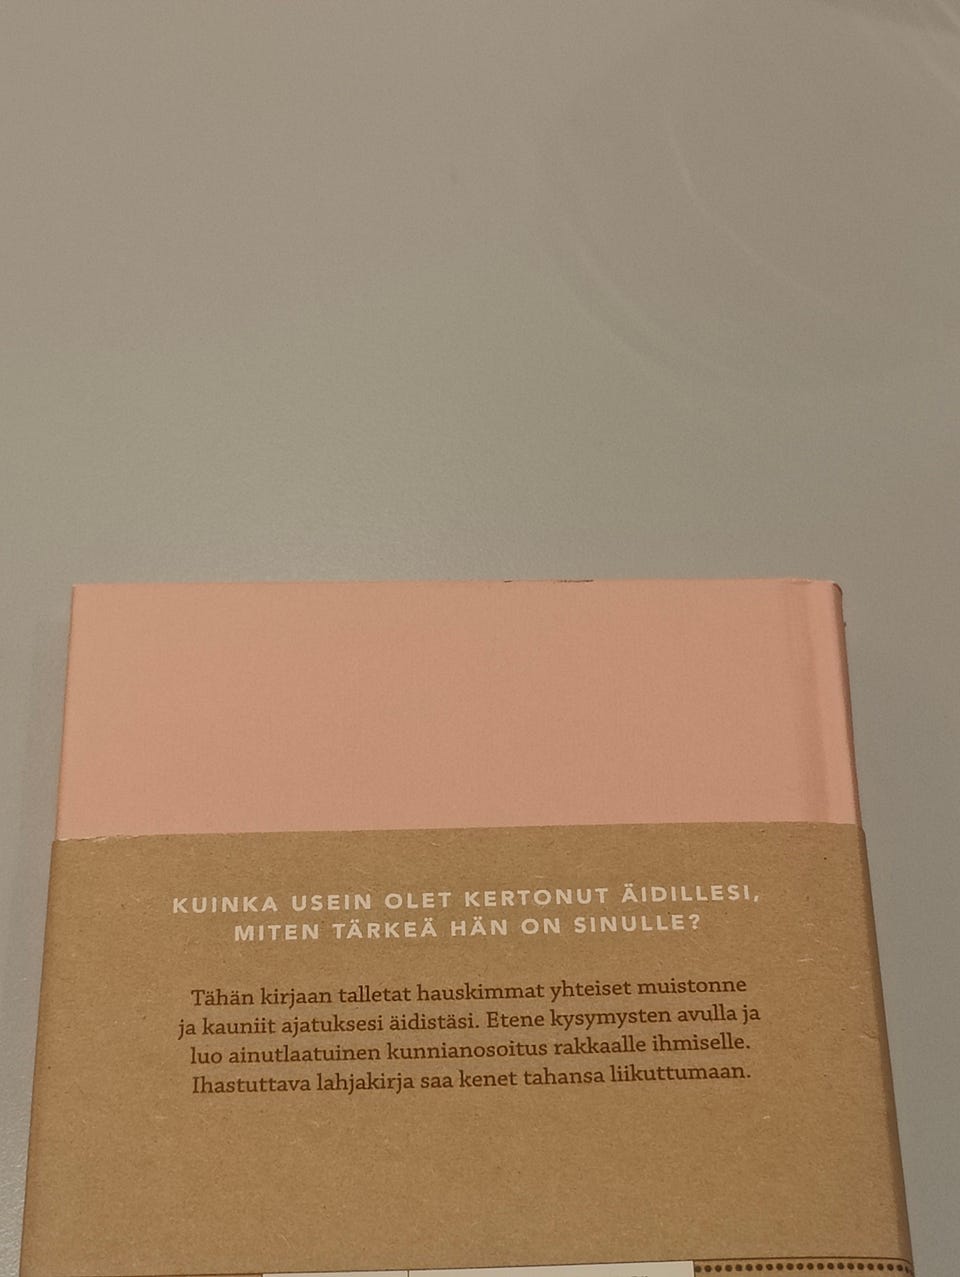 KUINKA USEIN OLET KERTONUT ÄIDILLESI,
MITEN TÄRKEÄ HÄN ON SINULLE?
Tähän kirjaan talletat hauskimmat yhteiset muistonne
ja kauniit ajatuksesi äidistäsi. Etene kysymysten avulla ja
luo ainutlaatuinen kunnianosoitus rakkaalle ihmiselle.
Ihastuttava lahjakirja saa kenet tahansa liikuttumaan.